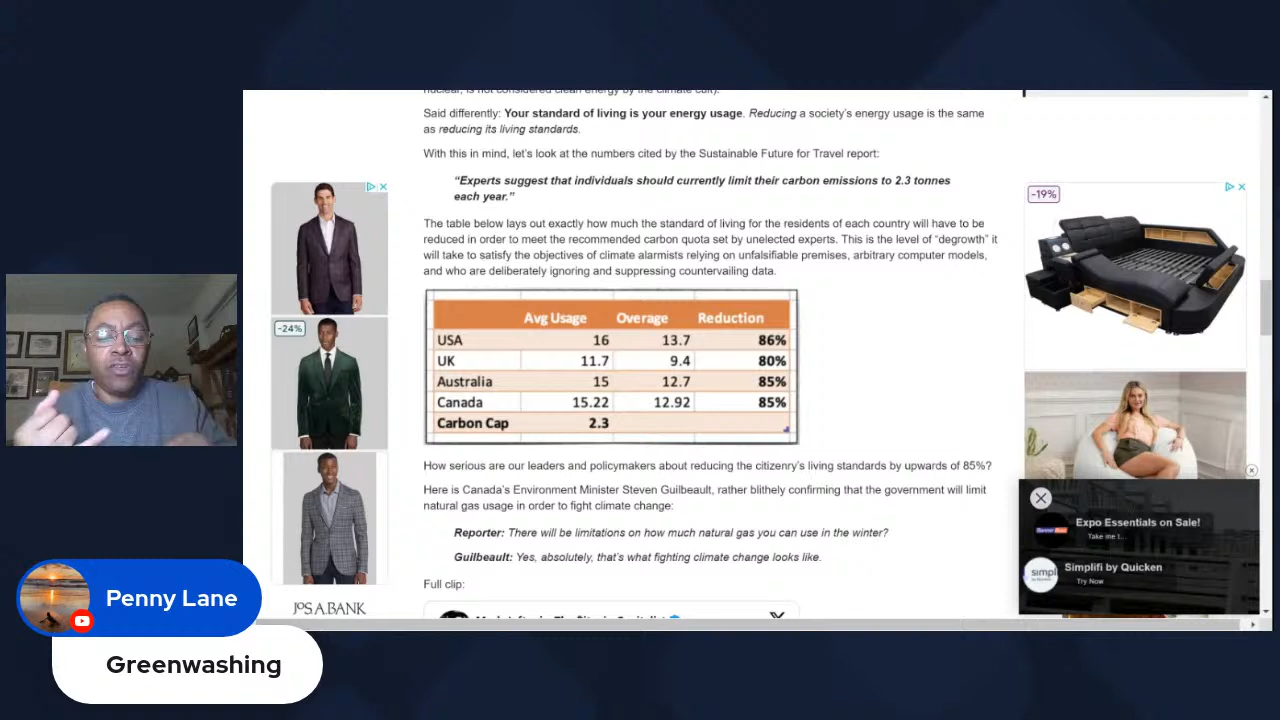 nuclear, is not considered clean energy by the climate cult).
Said differently: Your standard of living is your energy usage. Reducing a society's energy usage is the same
as reducing its living standards.
With this in mind, let's look at the numbers cited by the Sustainable Future for Travel report:
“Experts suggest that individuals should currently limit their carbon emissions to 2.3 tonnes
each year.”
The table below lays out exactly how much the standard of living for the residents of each country will have to be
reduced in order to meet the recommended carbon quota set by unelected experts. This is the level of “degrowth” it
will take to satisfy the objectives of climate alarmists relying on unfalsifiable premises, arbitrary computer models,
and who are deliberately ignoring and suppressing countervailing data.
Avg Usage Overage Reduction
USA 16 13.7 86%
UK 11.7 9.4 80%
Australia 15 12.7 85%
Canada 15.22 12.92 85%
Carbon Cap 2.3
How serious are our leaders and policymakers about reducing the citizenry's living standards by upwards of 85%?
Here is Canada's Environment Minister Steven Guilbeault, rather blithely confirming that the government will limit
natural gas usage in order to fight climate change:
Reporter: There will be limitations on how much natural gas you can use in the winter?
Guilbeault: Yes, absolutely, that's what fighting climate change looks like.
Full clip:
-24%
JOS.A.BANK
-19%
Expo Essentials on Sale!
Take me t...
Simplifi by Quicken
Try Now
Penny Lane
Greenwashing